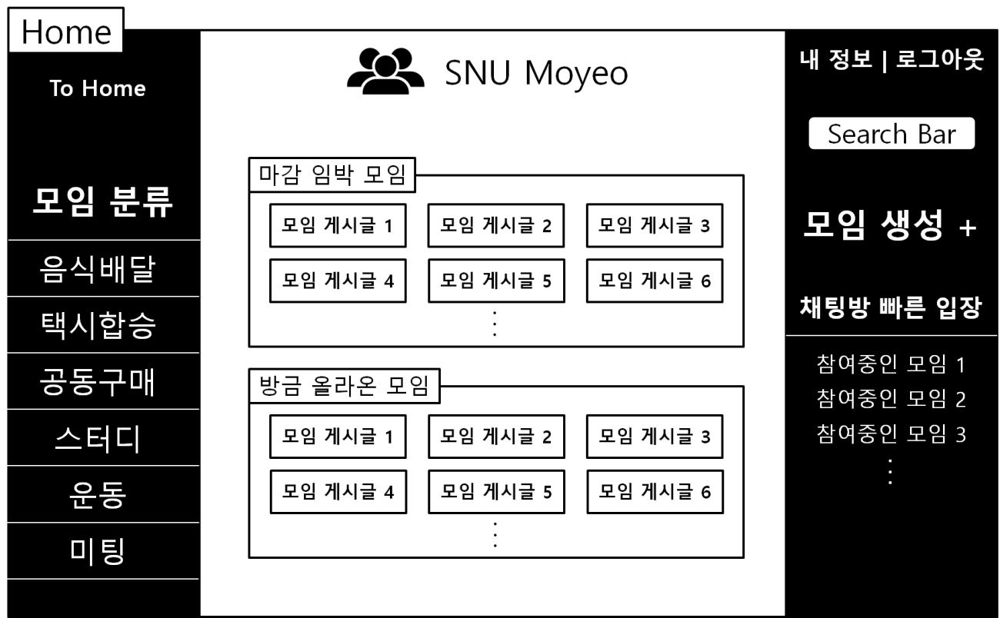 Home
To Home
모임 분류
음식배달
택시합승
공동구매
스터디
운동
미팅
SNU Moyeo
마감 임박 모임
모임 게시글 1
모임 게시글 2
모임 게시글 3
모임 게시글 4
모임 게시글 5
모임 게시글 6
⋮
방금 올라온 모임
모임 게시글 1
모임 게시글 2
모임 게시글 3
모임 게시글 4
모임 게시글 5
모임 게시글 6
⋮
내 정보 | 로그아웃
Search Bar
모임 생성 +
채팅방 빠른 입장
참여중인 모임 1
참여중인 모임 2
참여중인 모임 3
⋮